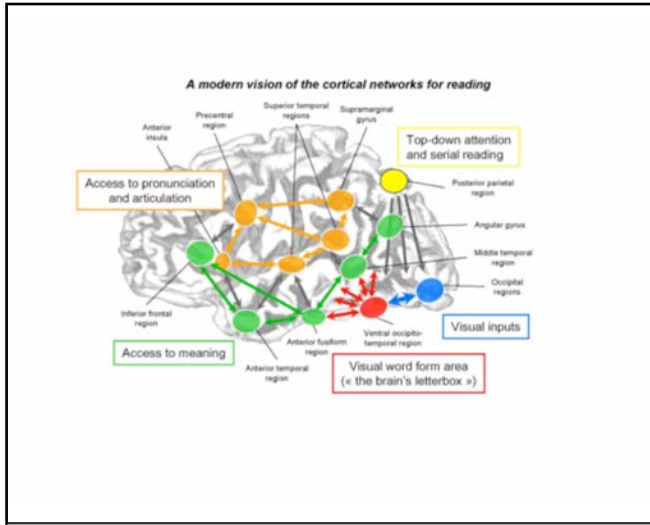 A modern vision of the cortical networks for reading
Superior temporal
regions
Supramarginal
gyrus
Precentral
region
Anterior
insula
Top-down attention
and serial reading
Access to pronunciation
and articulation
Posterior parietal
region
Angular gyrus
Middle temporal
region
Occipital
regions
Inferior frontal
region
Visual inputs
Anterior fusiform
region
Ventral occipito-
temporal region
Access to meaning
Anterior temporal
region
Visual word form area
(« the brain's letterbox »)